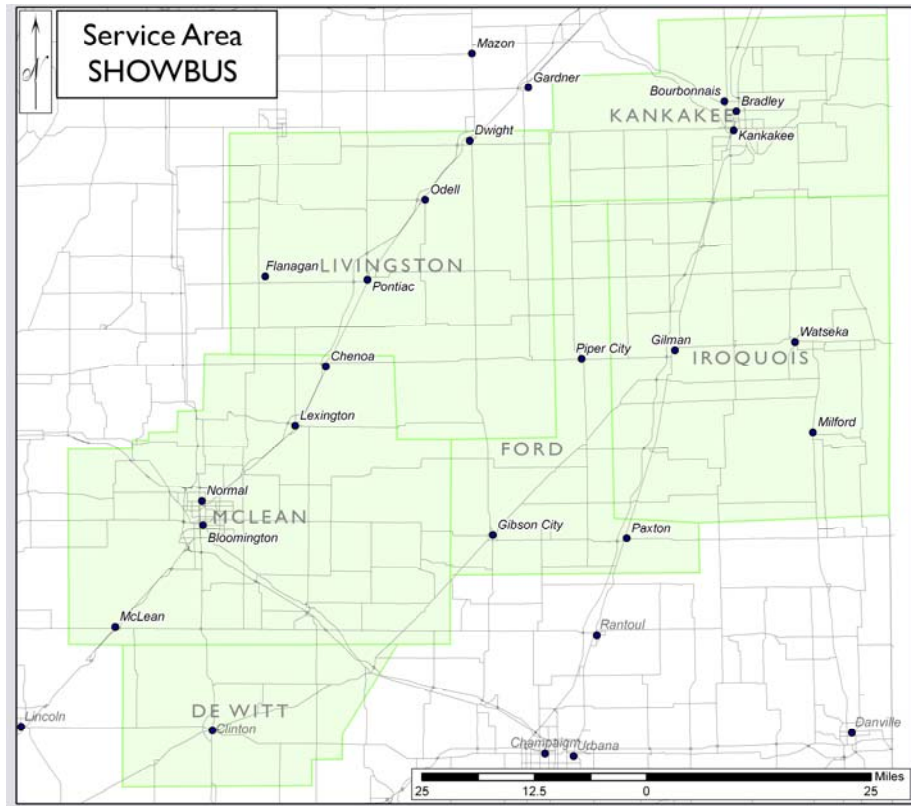 Service Area
SHOWBUS
N
Mazon
Gardner
Bourbonnais
Bradley
KANKAKEE
Kankakee
Dwight
Odell
Flanagan
LIVINGSTON
Pontiac
Chenoa
Piper City
Gilman
Watseka
IROQUOIS
Lexington
Milford
FORD
Normal
MCLEAN
Bloomington
Gibson City
Paxton
McLean
Rantoul
DE WITT
Lincoln
Clinton
Champaign
Urbana
Danville
Miles
25 12.5 0 25